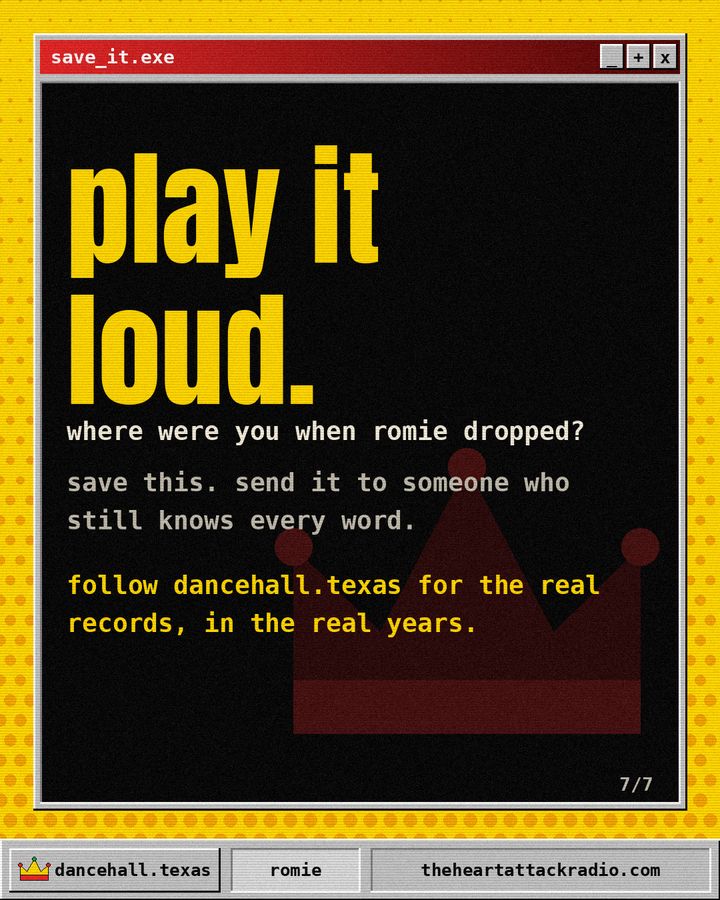 save_it.exe
_ + x
play it
loud.
where were you when romie dropped?
save this. send it to someone who
still knows every word.
follow dancehall.texas for the real
records, in the real years.
7/7
dancehall.texas
romie
theheartattackradio.com